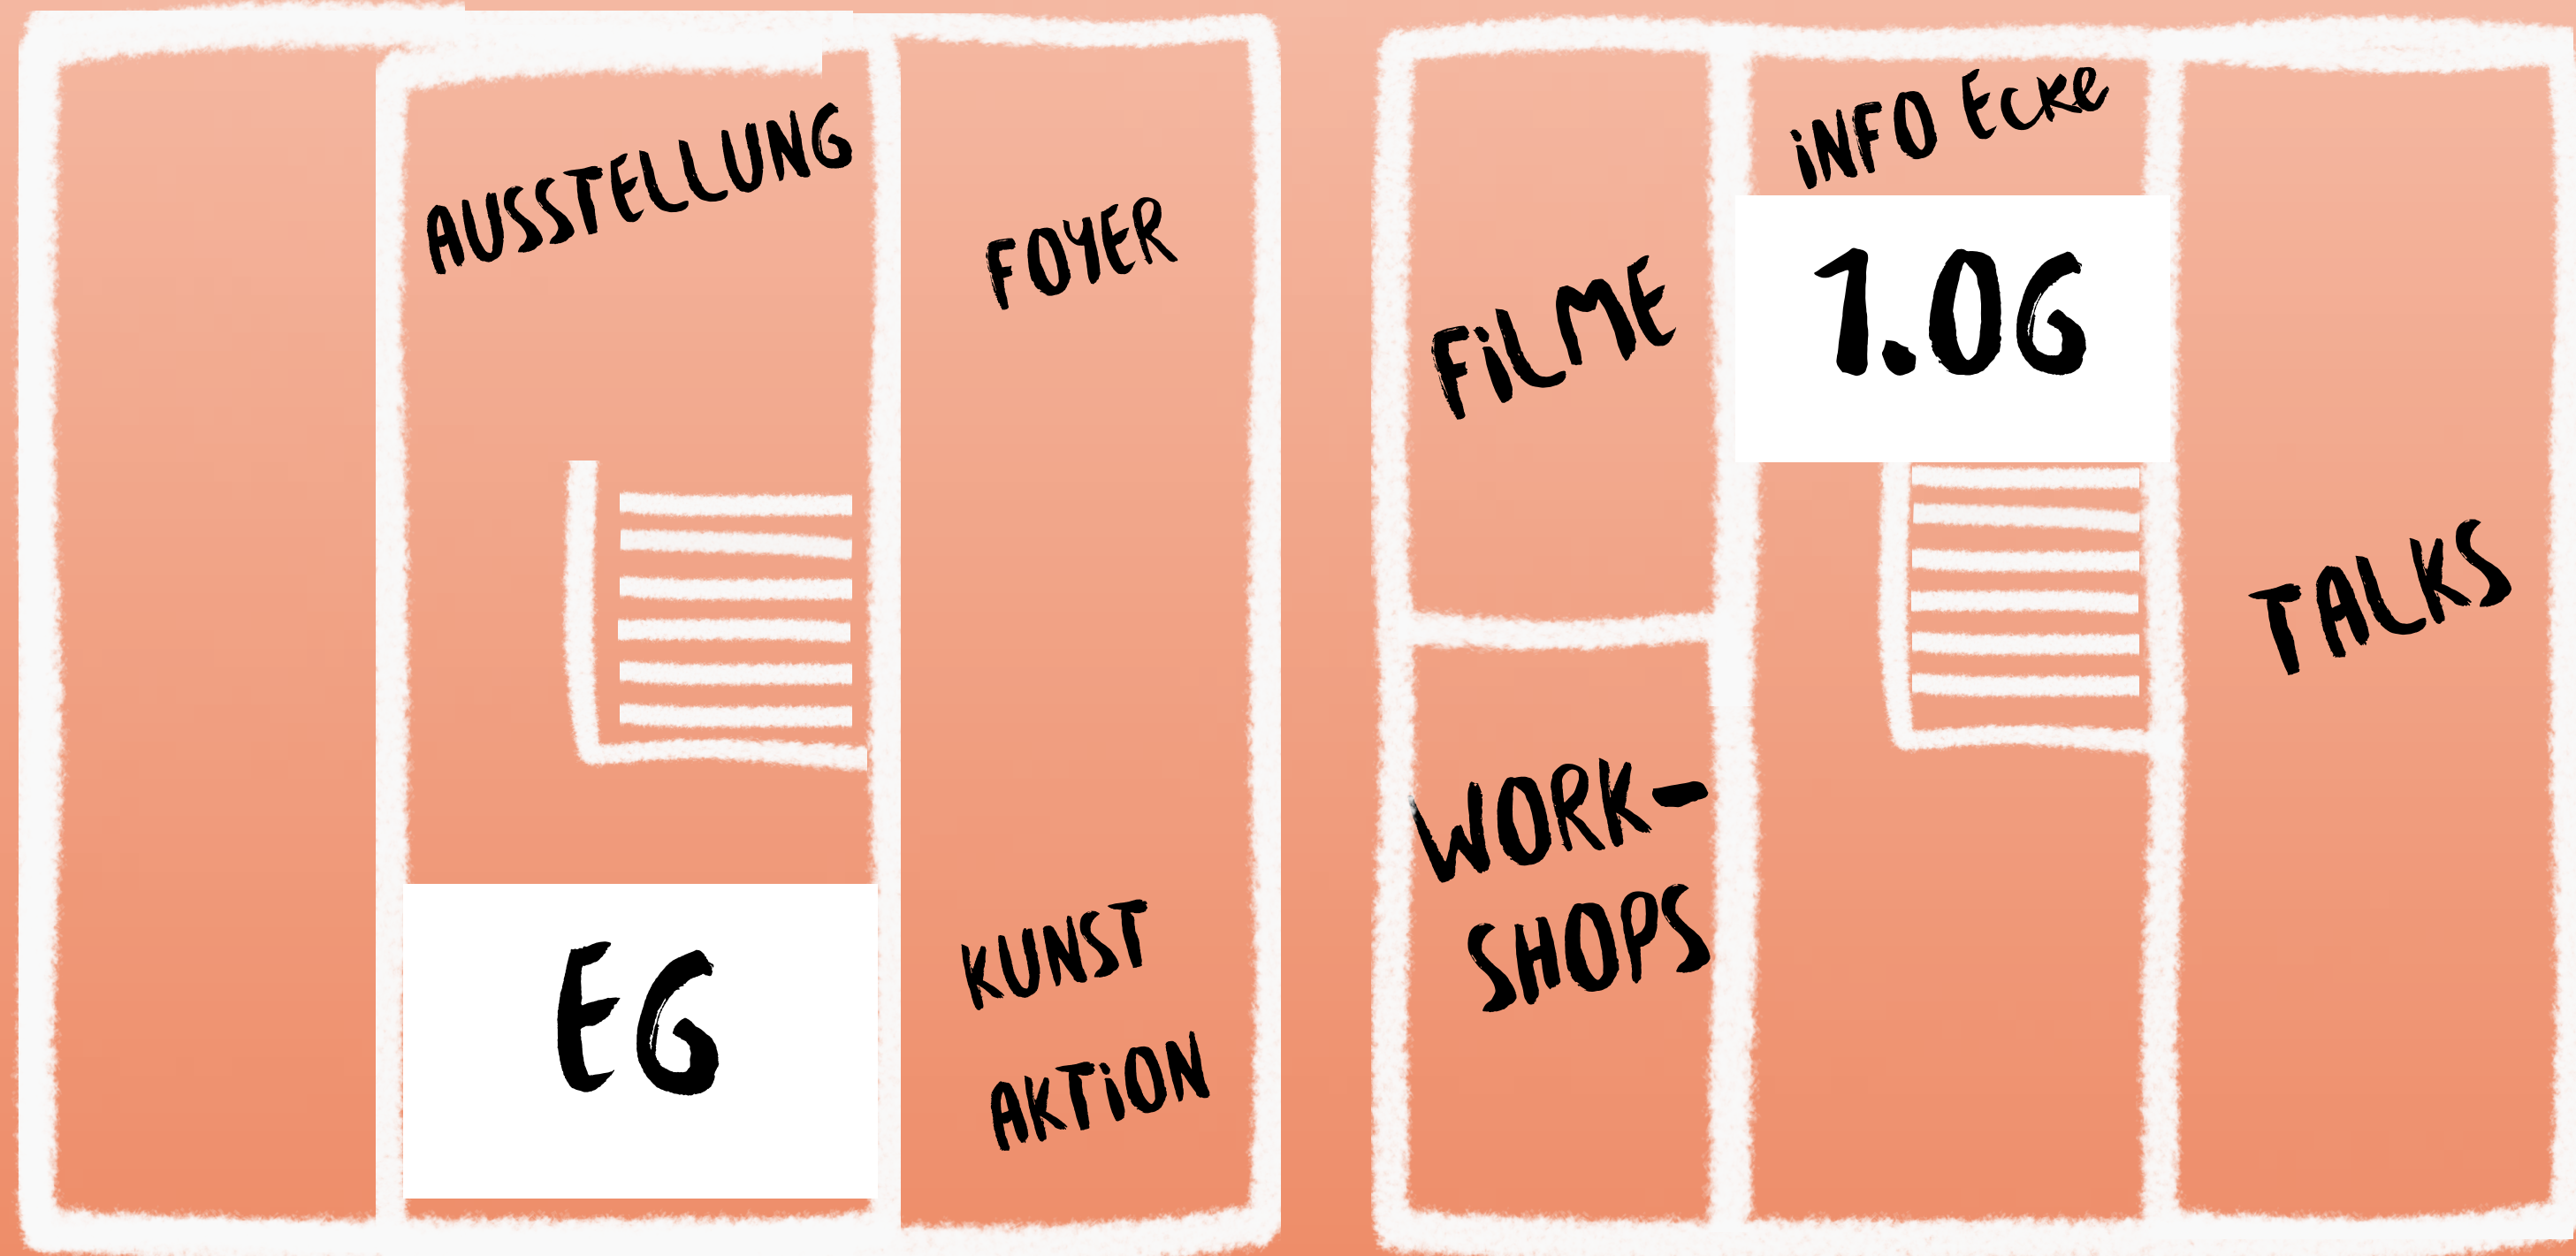 AUSSTELLUNG
FOYER
EG
KUNST
AKTiON
iNFO Ecke
1.OG
FiLME
TALKS
WORK-
SHOPS